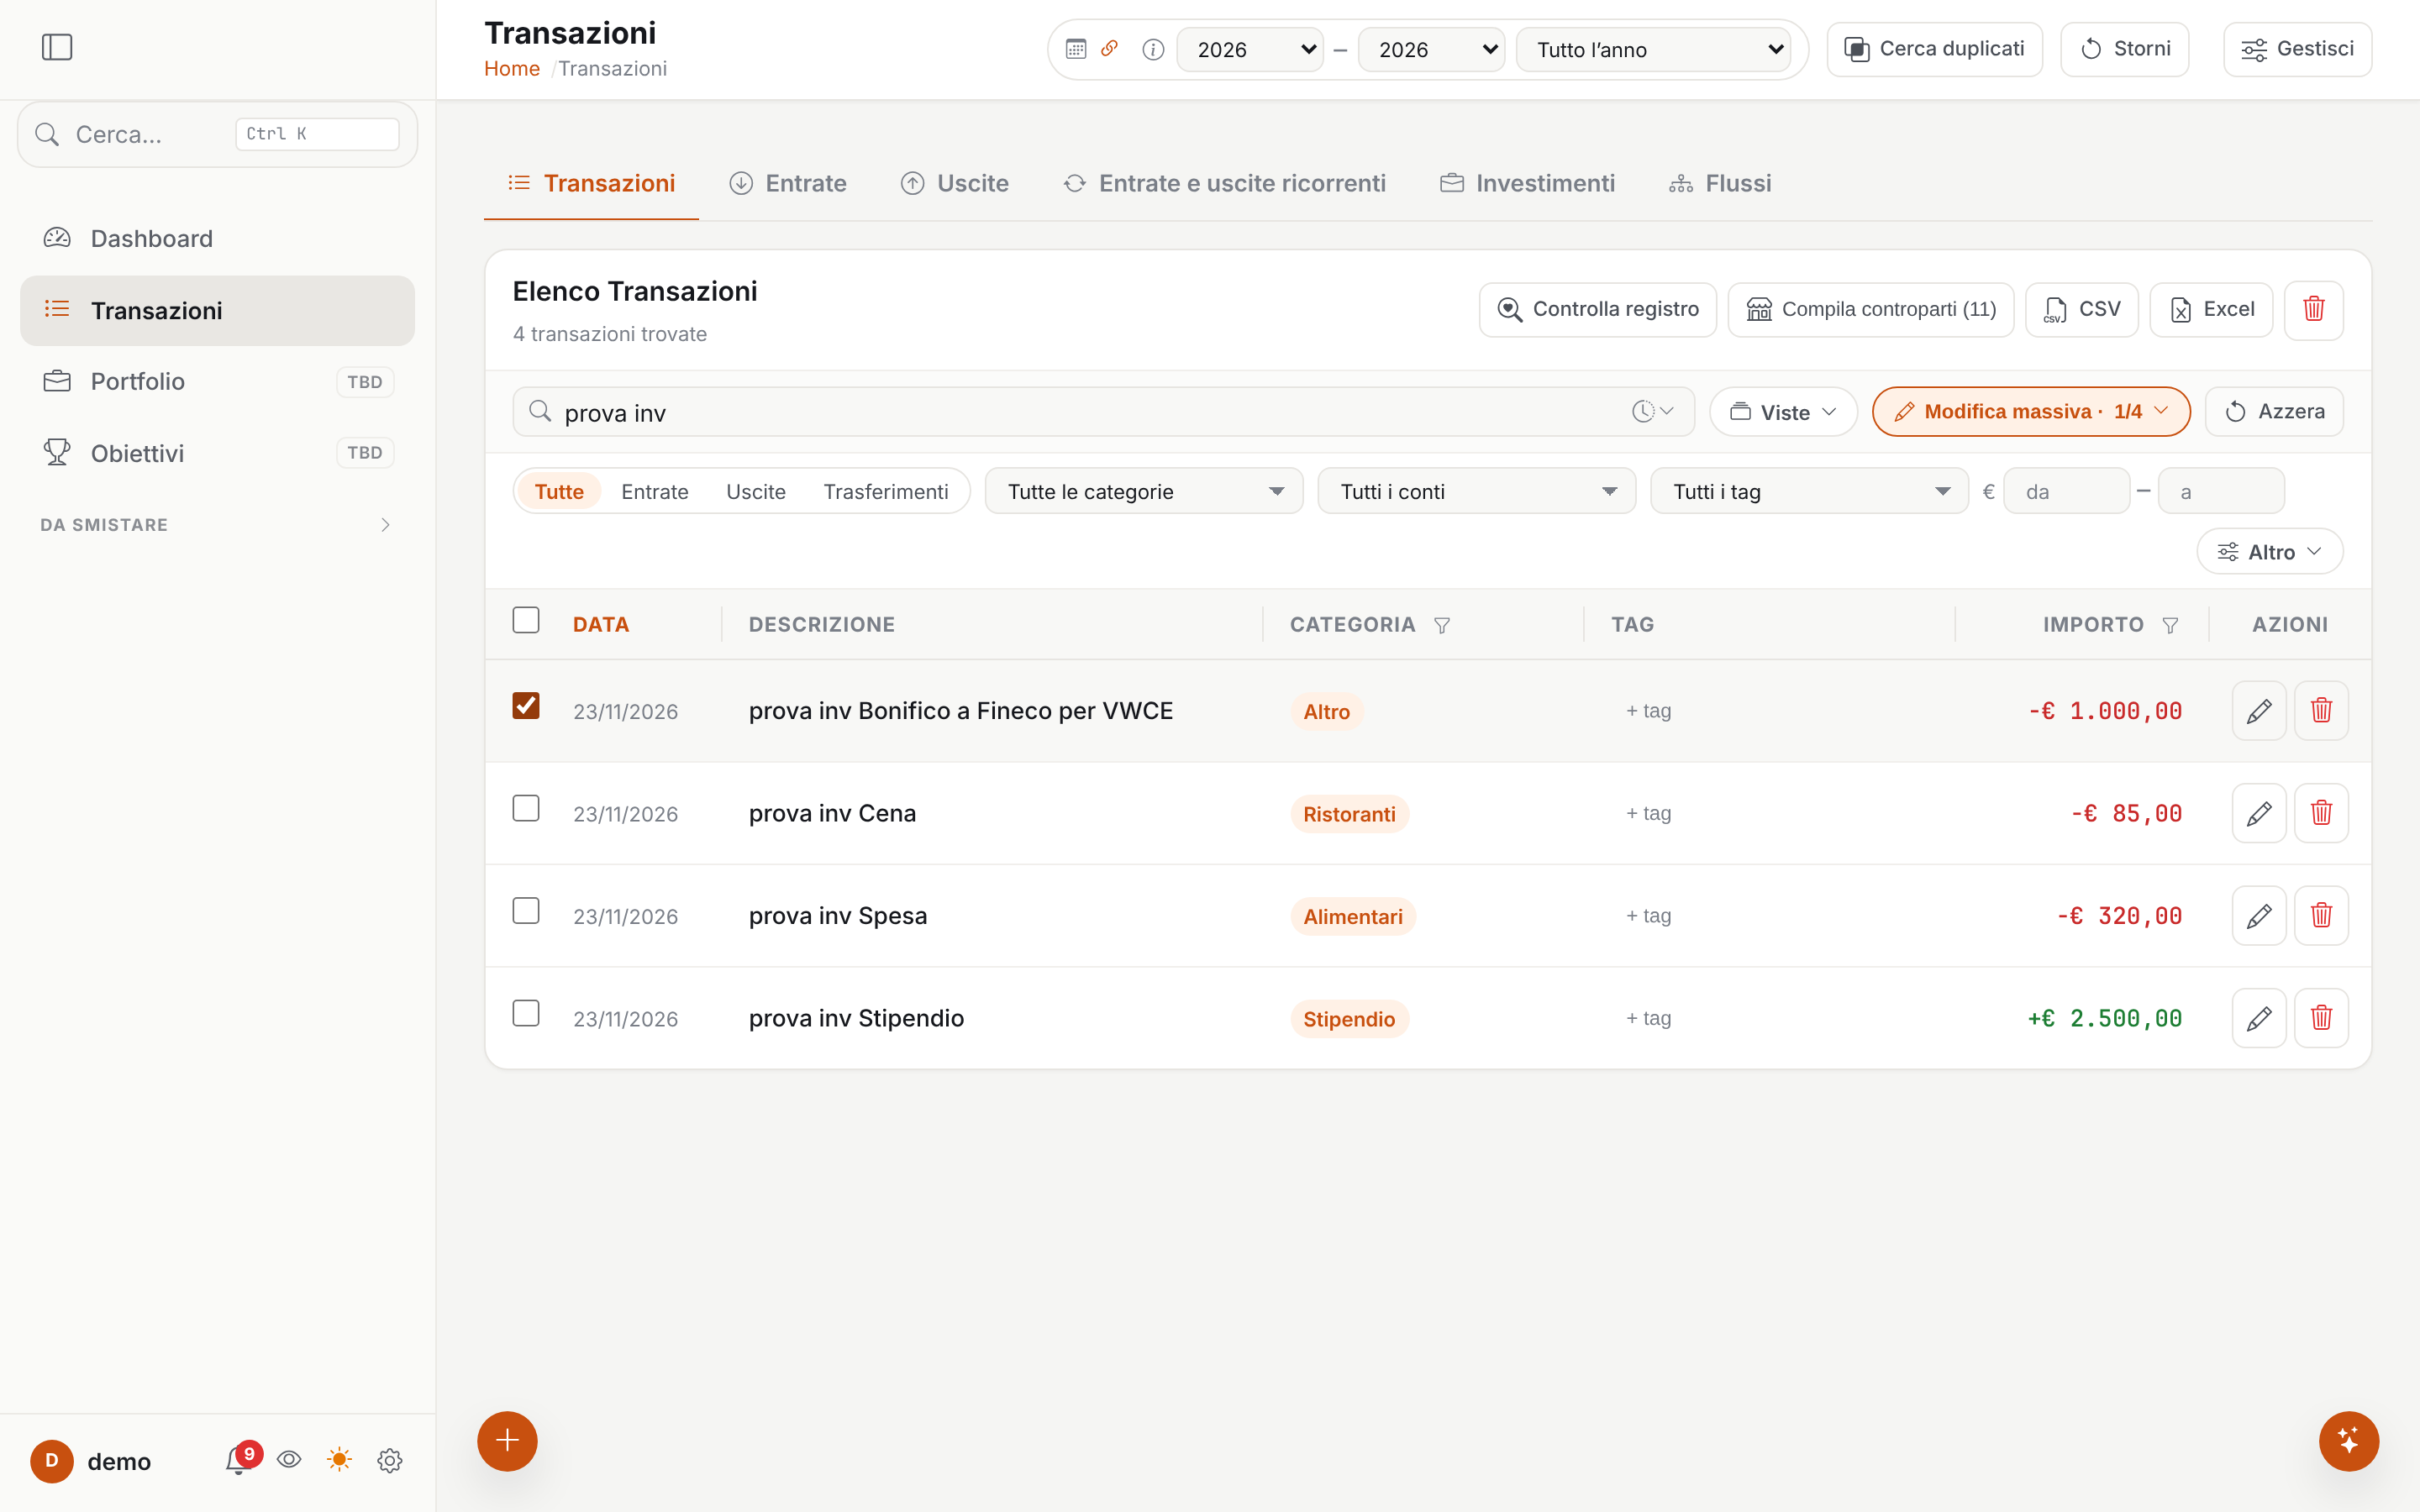 Transazioni
Home / Transazioni
2026 – 2026 Tutto l'anno
Cerca duplicati
Storni
Gestisci
Cerca...
Ctrl K
Dashboard
Transazioni
Portfolio TBD
Obiettivi TBD
DA SMISTARE
demo
D
9
Transazioni Entrate Uscite Entrate e uscite ricorrenti Investimenti Flussi
Elenco Transazioni
4 transazioni trovate
Controlla registro
Compila controparti (11)
CSV
Excel
prova inv
Viste
Modifica massiva · 1/4
Azzera
Tutte Entrate Uscite Trasferimenti
Tutte le categorie
Tutti i conti
Tutti i tag
€ da – a
Altro
DATA DESCRIZIONE CATEGORIA TAG IMPORTO AZIONI
23/11/2026 prova inv Bonifico a Fineco per VWCE Altro + tag -€ 1.000,00
23/11/2026 prova inv Cena Ristoranti + tag -€ 85,00
23/11/2026 prova inv Spesa Alimentari + tag -€ 320,00
23/11/2026 prova inv Stipendio Stipendio + tag +€ 2.500,00